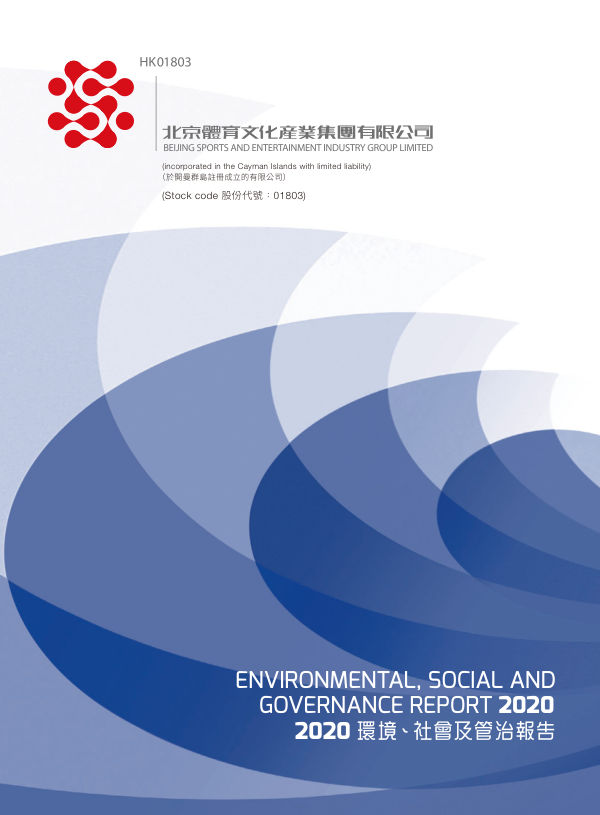 HK01803
北京體育文化產業集團有限公司
BEIJING SPORTS AND ENTERTAINMENT INDUSTRY GROUP LIMITED
(incorporated in the Cayman Islands with limited liability)
(於開曼群島註冊成立的有限公司)
(Stock code 股份代號：01803)
ENVIRONMENTAL, SOCIAL AND
GOVERNANCE REPORT 2020
2020 環境、社會及管治報告